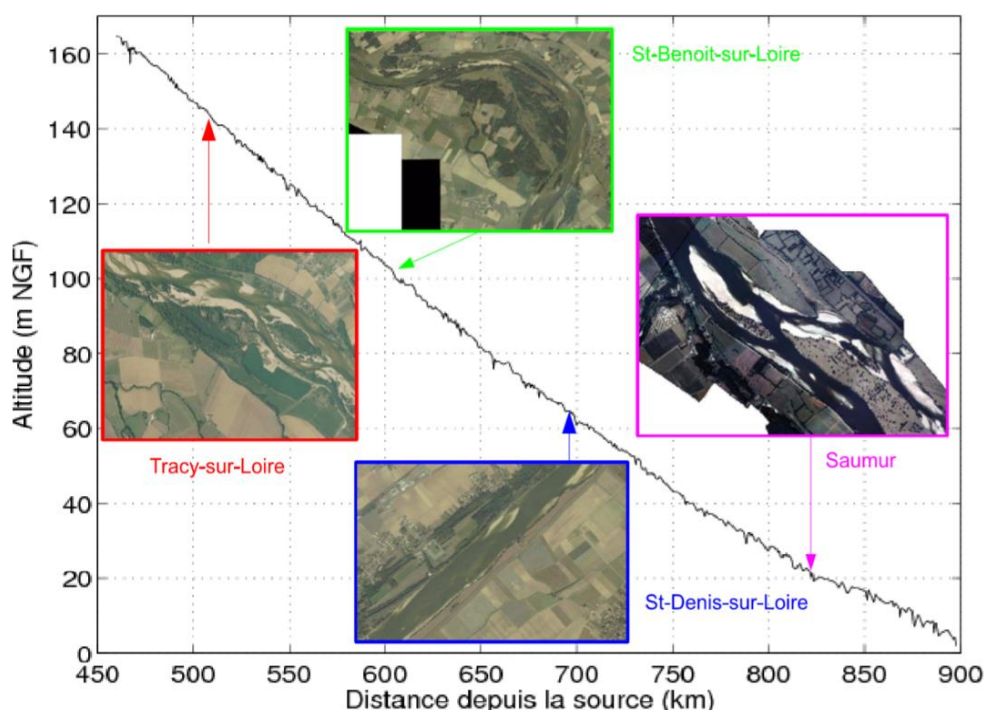 160
140
120
100
80
60
40
20
0
Altitude (m NGF)
St-Benoit-sur-Loire
Tracy-sur-Loire
Saumur
St-Denis-sur-Loire
450 500 550 600 650 700 750 800 850 900
Distance depuis la source (km)